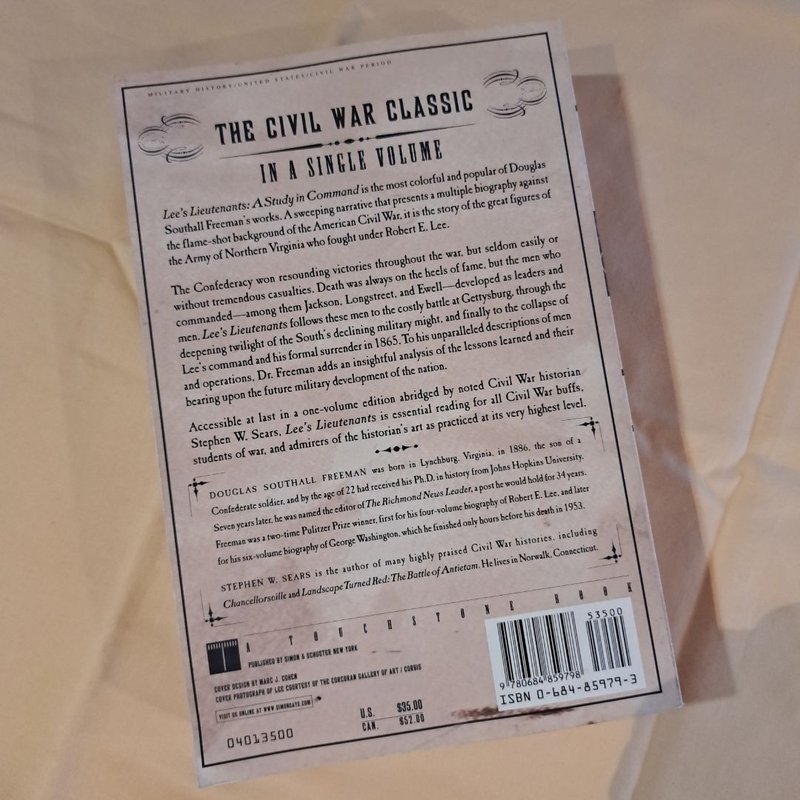 MILITARY HISTORY/UNITED STATES/CIVIL WAR PERIOD
THE CIVIL WAR CLASSIC
IN A SINGLE VOLUME
Lee's Lieutenants: A Study in Command is the most colorful and popular of Douglas
Southall Freeman's works. A sweeping narrative that presents a multiple biography against
the flame-shot background of the American Civil War, it is the story of the great figures of
the Army of Northern Virginia who fought under Robert E. Lee.
The Confederacy won resounding victories throughout the war, but seldom easily or
without tremendous casualties. Death was always on the heels of fame, but the men who
commanded—among them Jackson, Longstreet, and Ewell—developed as leaders and
men. Lee's Lieutenants follows these men to the costly battle at Gettysburg, through the
deepening twilight of the South's declining military might, and finally to the collapse of
Lee's command and his formal surrender in 1865. To his unparalleled descriptions of men
and operations, Dr. Freeman adds an insightful analysis of the lessons learned and their
bearing upon the future military development of the nation.
Accessible at last in a one-volume edition abridged by noted Civil War historian
Stephen W. Sears, Lee's Lieutenants is essential reading for all Civil War buffs,
students of war, and admirers of the historian's art as practiced at its very highest level.
DOUGLAS SOUTHALL FREEMAN was born in Lynchburg, Virginia, in 1886, the son of a
Confederate soldier, and by the age of 22 had received his Ph.D. in history from Johns Hopkins University.
Seven years later, he was named the editor of The Richmond News Leader, a post he would hold for 34 years.
Freeman was a two-time Pulitzer Prize winner, first for his four-volume biography of Robert E. Lee, and later
for his six-volume biography of George Washington, which he finished only hours before his death in 1953.
STEPHEN W. SEARS is the author of many highly praised Civil War histories, including
Chancellorsville and Landscape Turned Red: The Battle of Antietam. He lives in Norwalk, Connecticut.
A TOUCHSTONE BOOK
PUBLISHED BY SIMON & SCHUSTER NEW YORK
COVER DESIGN BY MARC J. COHEN
COVER PHOTOGRAPH OF LEE COURTESY OF THE CORCORAN GALLERY OF ART / CORBIS
VISIT US ONLINE AT WWW.SIMONSAYS.COM
U.S. $35.00
CAN. $52.00
04013500
53500
9 780684 859798
ISBN 0-684-85979-3